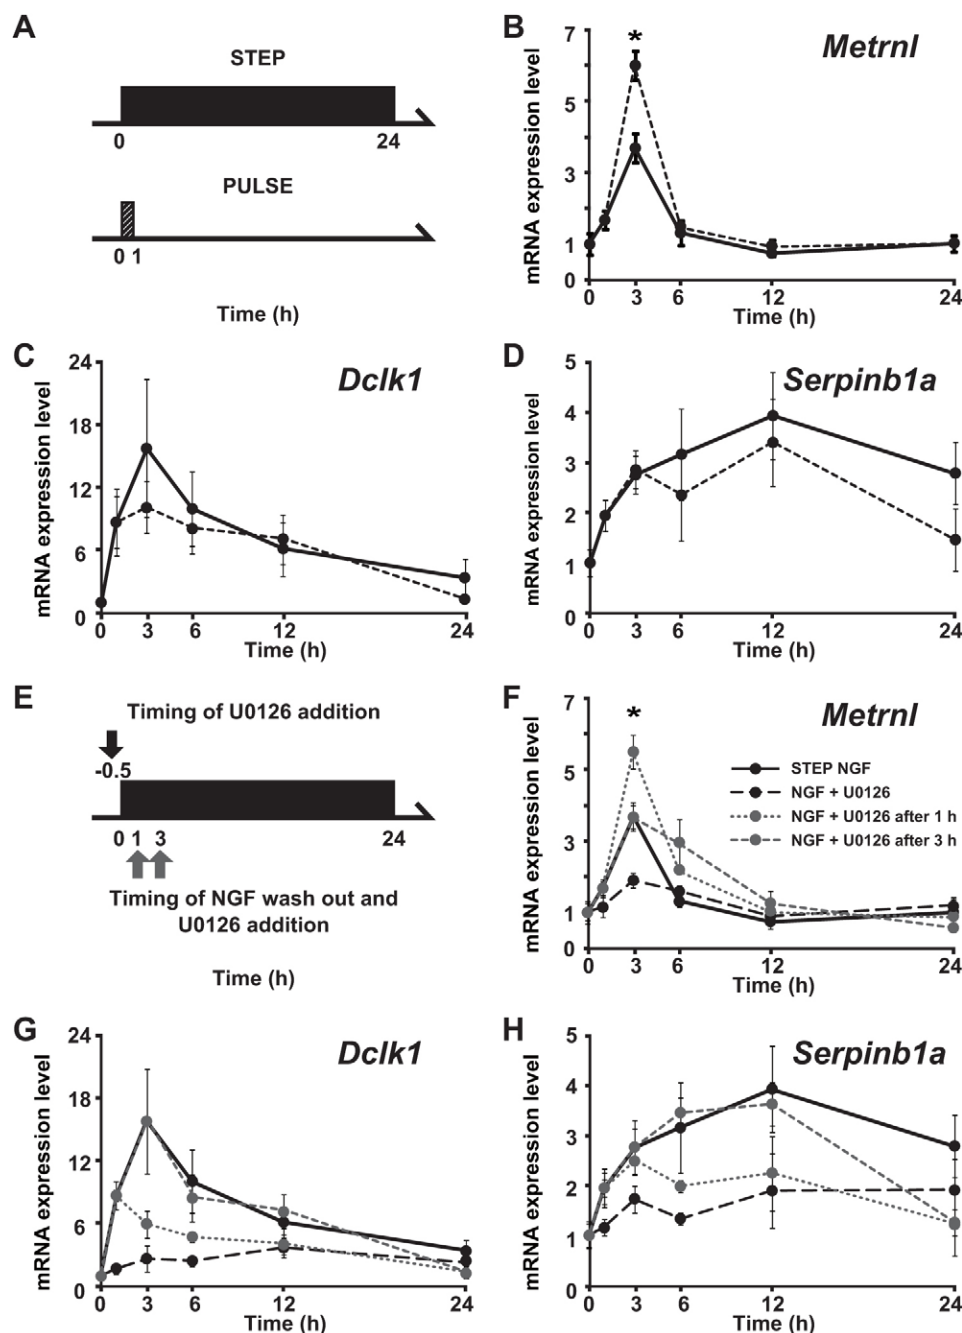 A
STEP
0 24
PULSE
0 1
Time (h)
B
Metrnl
*
mRNA expression level
7
5
3
1
0
0 3 6 12 24
Time (h)
C
Dclk1
mRNA expression level
24
18
12
6
0
0 3 6 12 24
Time (h)
D
Serpinb1a
mRNA expression level
5
4
3
2
1
0
0 3 6 12 24
Time (h)
E
Timing of U0126 addition
-0.5
0 1 3 24
Timing of NGF wash out and
U0126 addition
Time (h)
F
Metrnl
*
STEP NGF
NGF + U0126
NGF + U0126 after 1 h
NGF + U0126 after 3 h
mRNA expression level
7
5
3
1
0
0 3 6 12 24
Time (h)
G
Dclk1
mRNA expression level
24
18
12
6
0
0 3 6 12 24
Time (h)
H
Serpinb1a
mRNA expression level
5
4
3
2
1
0
0 3 6 12 24
Time (h)